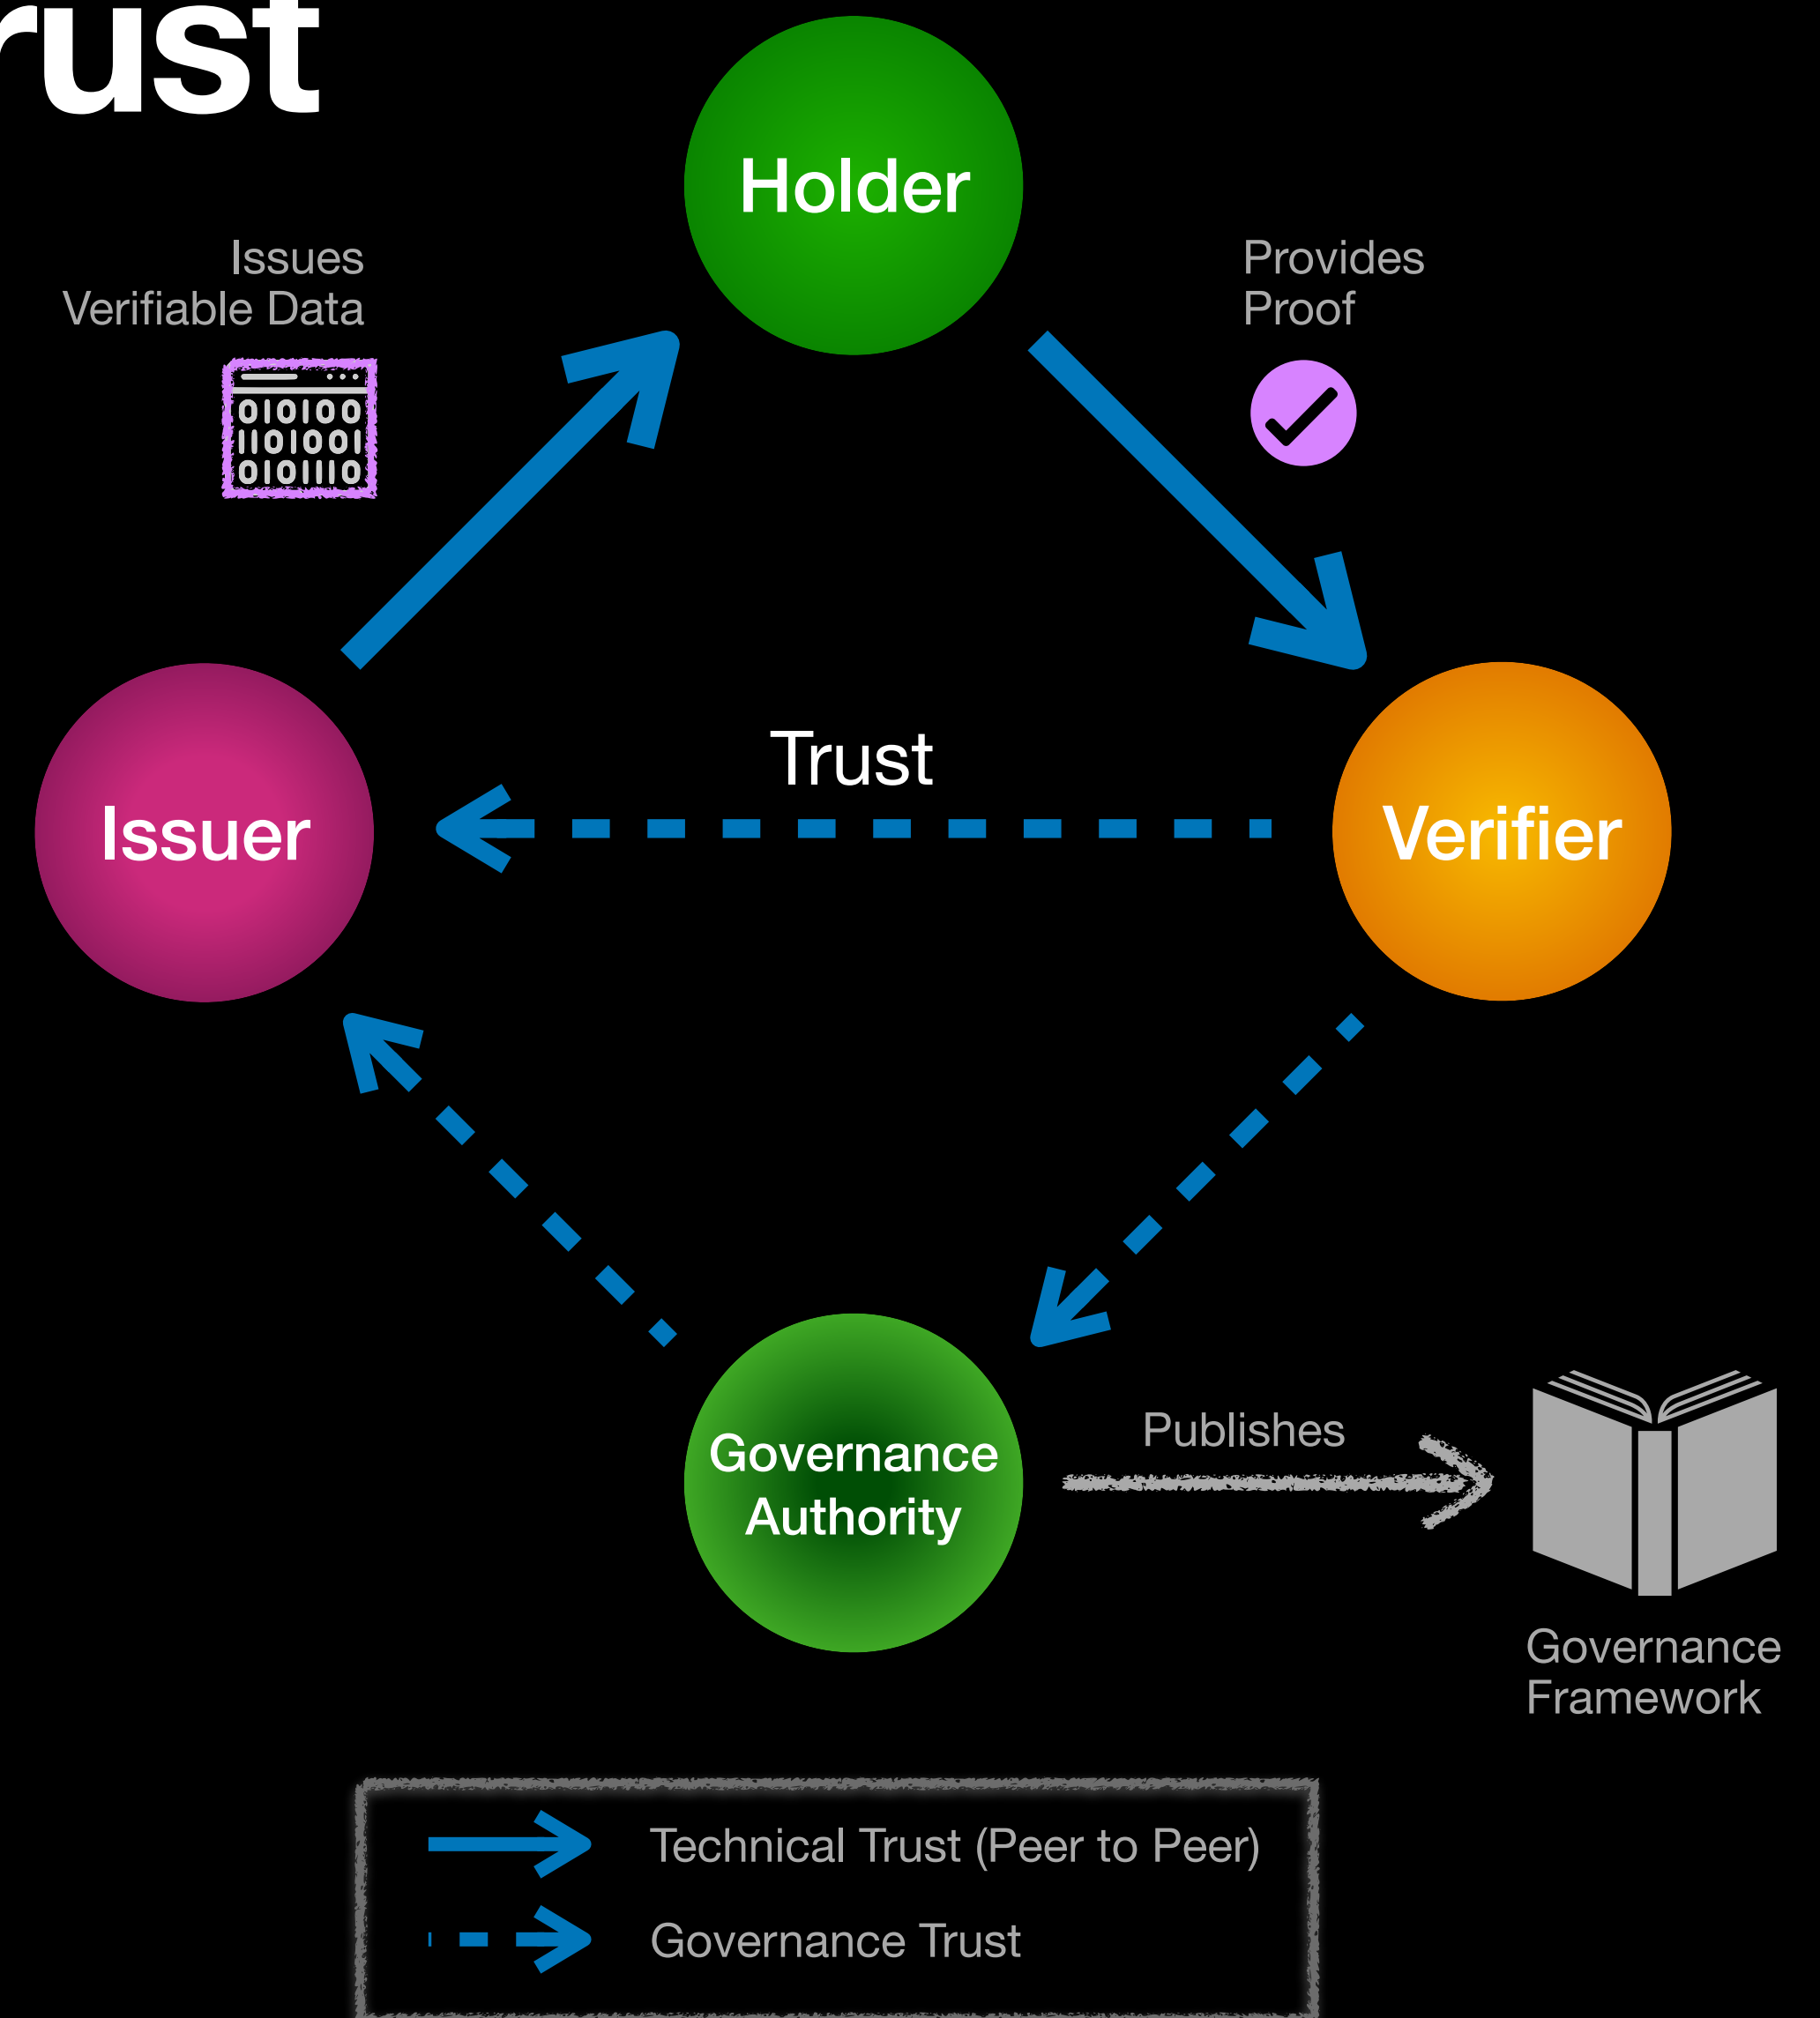 rust
Holder
Issues
Verifiable Data
Provides
Proof
010100
1101001
0101110
Trust
Issuer
Verifier
Governance
Authority
Publishes
Governance
Framework
Technical Trust (Peer to Peer)
Governance Trust